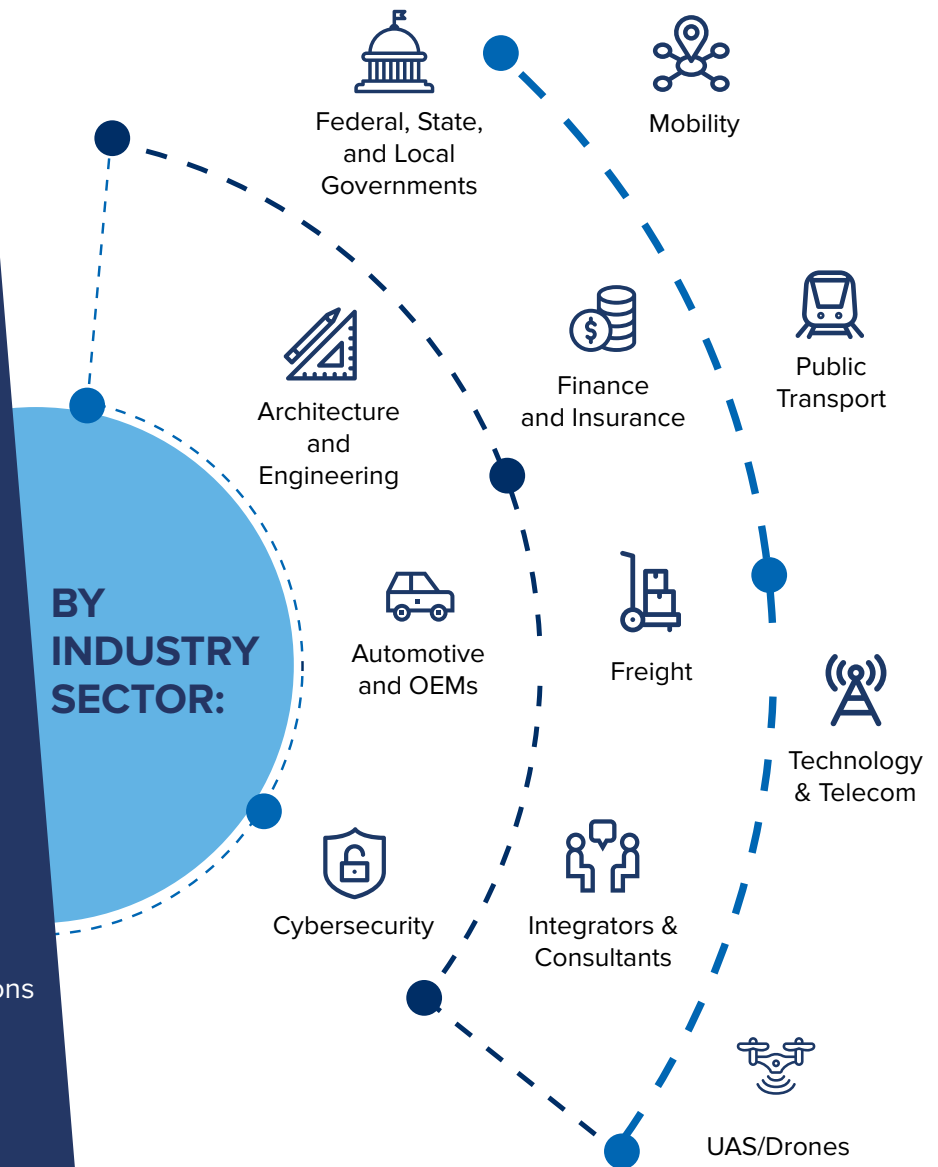 Federal, State,
and Local
Governments
Mobility
Architecture
and
Engineering
$
Finance
and Insurance
Public
Transport
BY
INDUSTRY
SECTOR:
Automotive
and OEMs
Freight
Technology
& Telecom
Cybersecurity
Integrators &
Consultants
ons
UAS/Drones